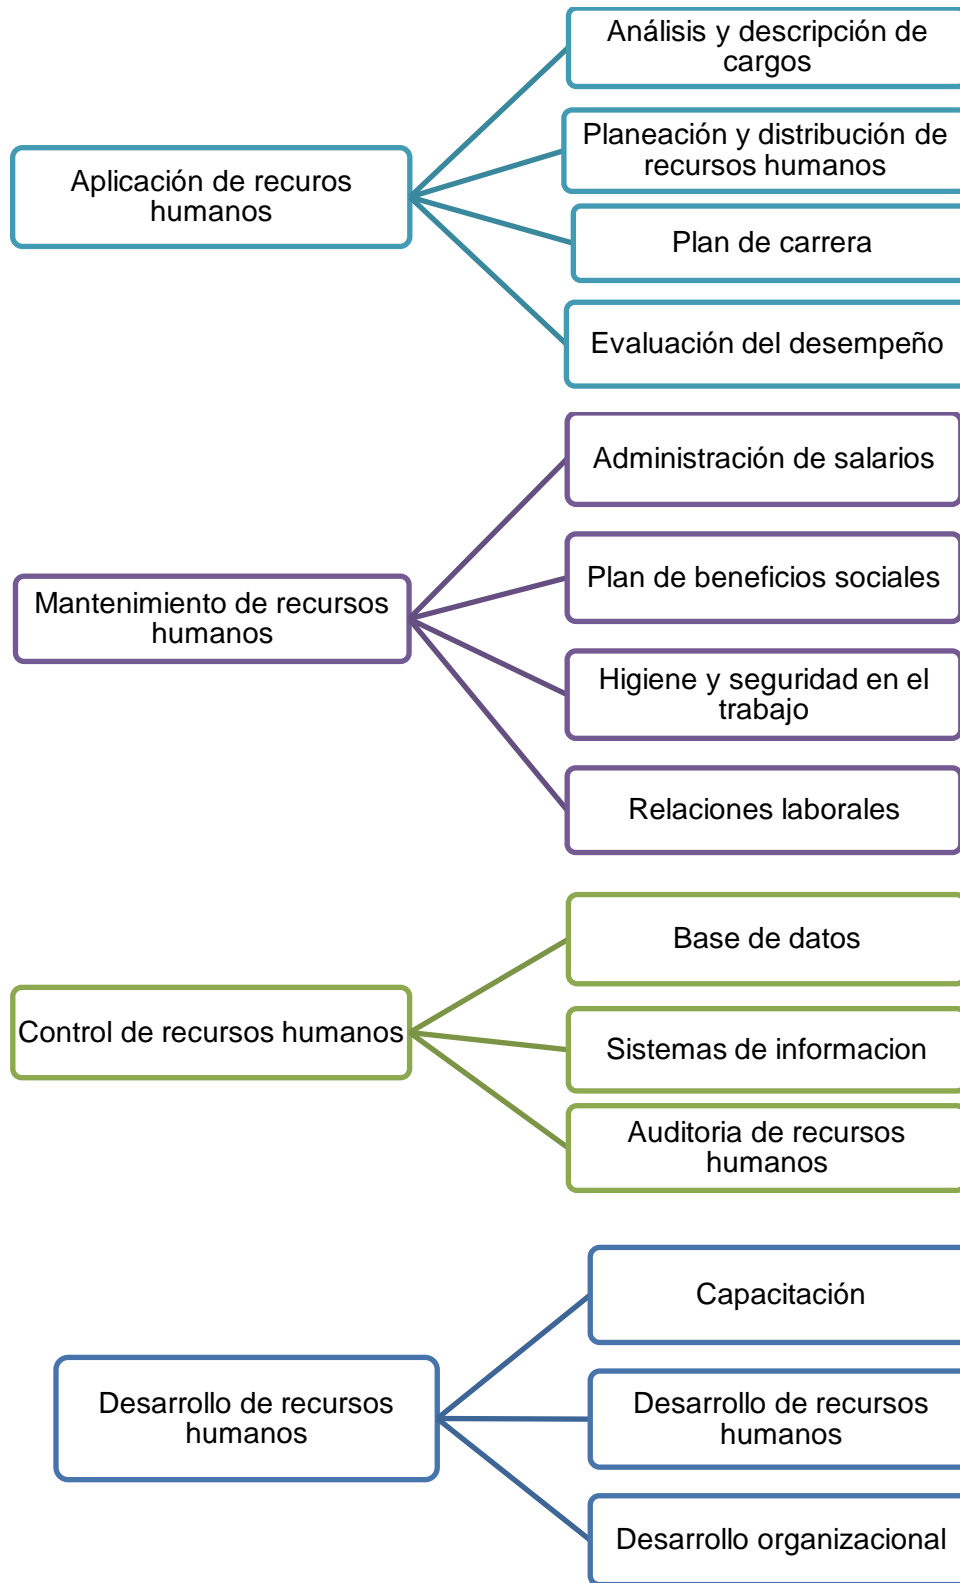 Análisis y descripción de
cargos
Planeación y distribución de
recursos humanos
Aplicación de recuros
humanos
Plan de carrera
Evaluación del desempeño
Administración de salarios
Plan de beneficios sociales
Mantenimiento de recursos
humanos
Higiene y seguridad en el
trabajo
Relaciones laborales
Base de datos
Control de recursos humanos
Sistemas de informacion
Auditoria de recursos
humanos
Capacitación
Desarrollo de recursos
humanos
Desarrollo de recursos
humanos
Desarrollo organizacional